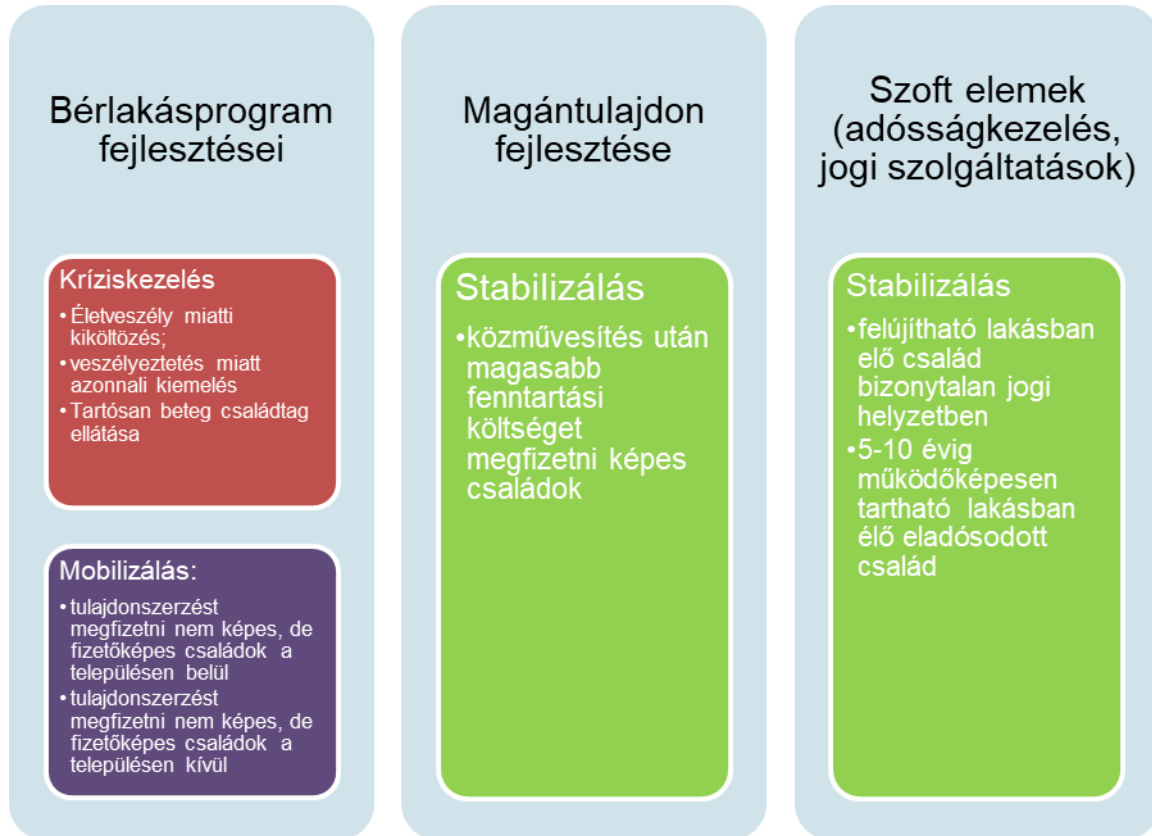 Bérlakásprogram
fejlesztései
Kríziskezelés
• Életveszély miatti
kiköltözés;
• veszélyeztetés miatt
azonnali kiemelés
• Tartósan beteg családtag
ellátása
Mobilizálás:
• tulajdonszerzést
megfizetni nem képes, de
fizetőképes családok a
településen belül
• tulajdonszerzést
megfizetni nem képes, de
fizetőképes családok a
településen kívül
Magántulajdon
fejlesztése
Stabilizálás
•közművesítés után
magasabb
fenntartási
költséget
megfizetni képes
családok
Szoft elemek
(adósságkezelés,
jogi szolgáltatások)
Stabilizálás
•felújítható lakásban
elő család
bizonytalan jogi
helyzetben
•5-10 évig
működőképesen
tartható lakásban
élő eladósodott
család